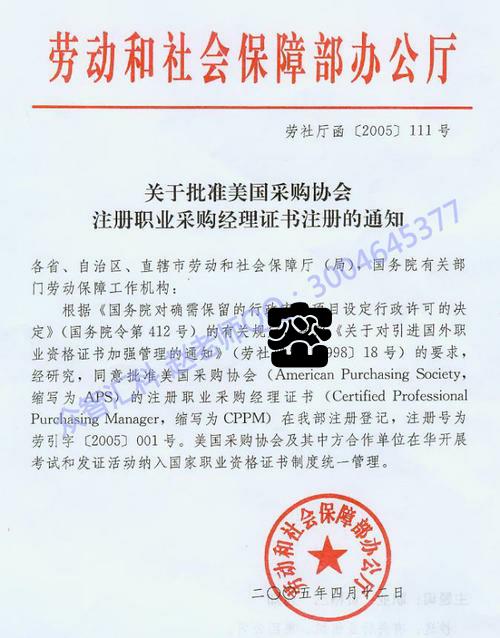 劳动和社会保障部办公厅
劳社厅函〔2005〕111 号
关于批准美国采购协会
注册职业采购经理证书注册的通知
各省、自治区、直辖市劳动和社会保障厅（局），国务院有关部
门劳动保障工作机构：
根据《国务院对确需保留的行政 项目设定行政许可的决
定》（国务院令第 412 号）的有关规 《关于对引进国外职
业资格证书加强管理的通知》（劳社 998〕18 号）的要求，
经研究，同意批准美国采购协会（American Purchasing Society，
缩写为 APS）的注册职业采购经理证书（Certified Professional
Purchasing Manager，缩写为 CPPM）在我部注册登记，注册号为
劳引字〔2005〕001 号。美国采购协会及其中方合作单位在华开展
考试和发证活动纳入国家职业资格证书制度统一管理。
劳动和社会保障部办公厅
二〇〇五年四月十二日
3004645377